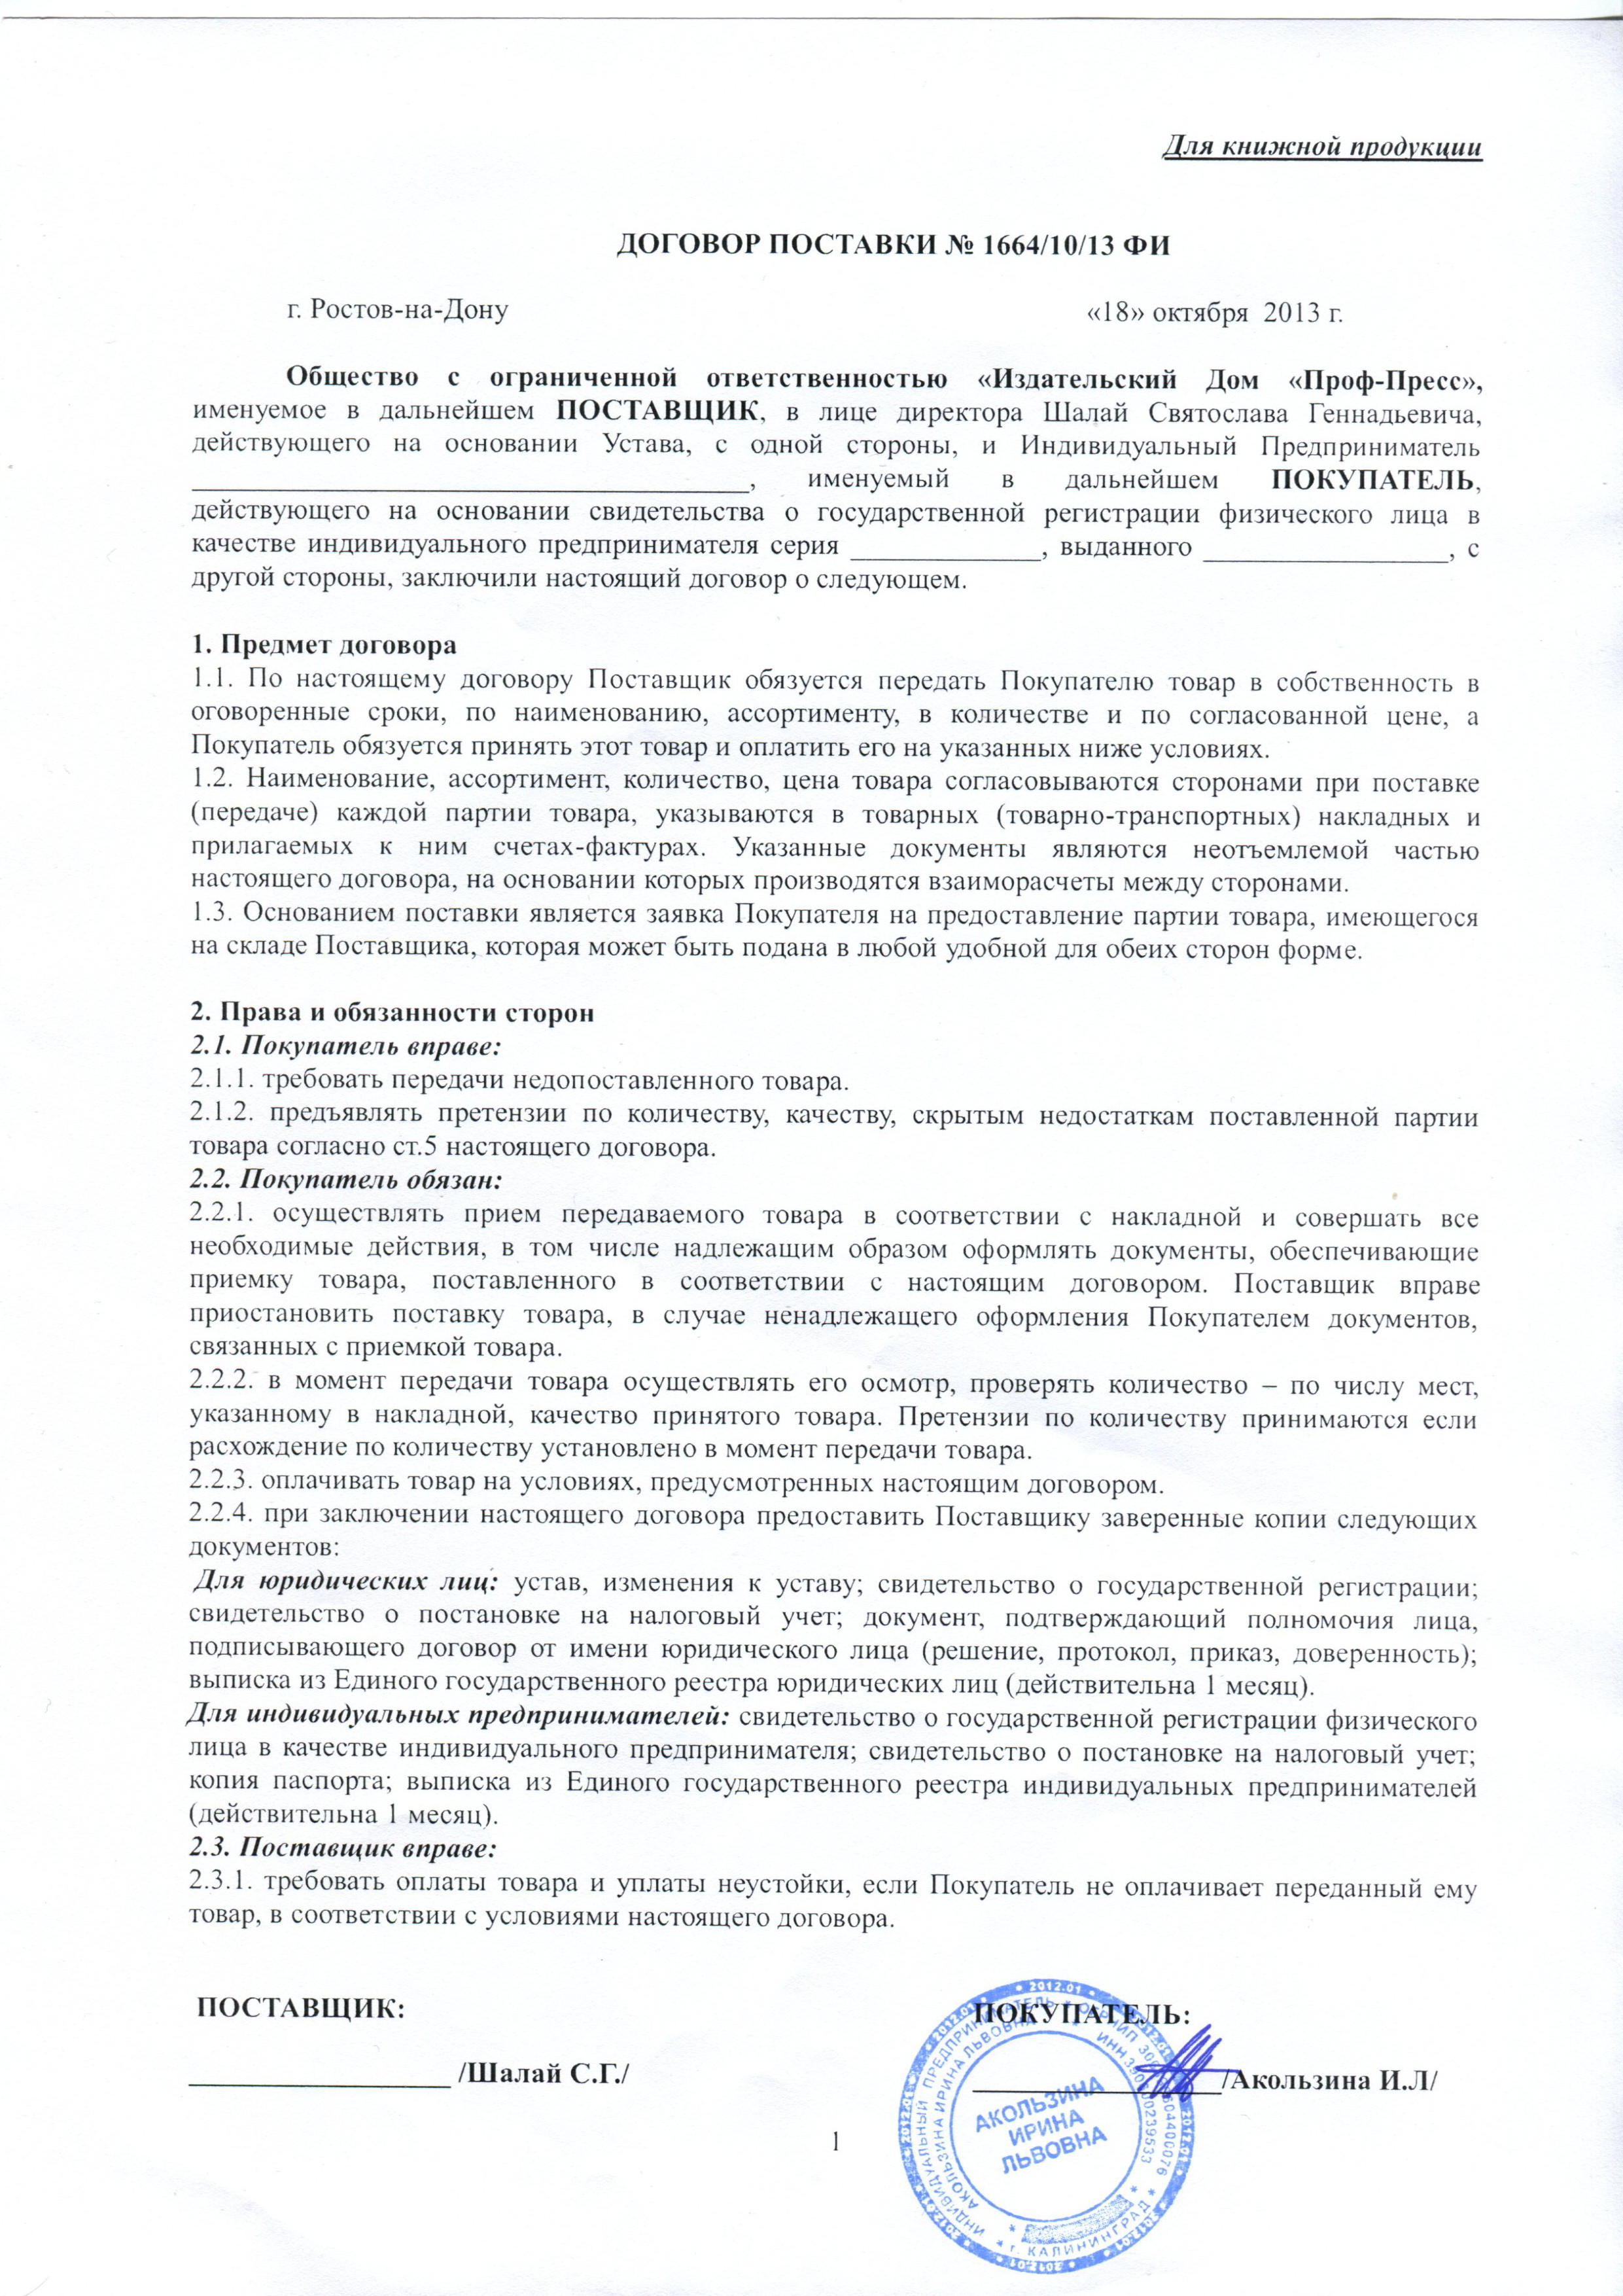 Для книжной продукции
ДОГОВОР ПОСТАВКИ № 1664/10/13 ФИ
г. Ростов-на-Дону «18» октября 2013 г.
Общество с ограниченной ответственностью «Издательский Дом «Проф-Пресс»,
именуемое в дальнейшем ПОСТАВЩИК, в лице директора Шалай Святослава Геннадьевича,
действующего на основании Устава, с одной стороны, и Индивидуальный Предприниматель
______________________________________, именуемый в дальнейшем ПОКУПАТЕЛЬ,
действующего на основании свидетельства о государственной регистрации физического лица в
качестве индивидуального предпринимателя серия _____________, выданного _________________, с
другой стороны, заключили настоящий договор о следующем.
1. Предмет договора
1.1. По настоящему договору Поставщик обязуется передать Покупателю товар в собственность в
оговоренные сроки, по наименованию, ассортименту, в количестве и по согласованной цене, а
Покупатель обязуется принять этот товар и оплатить его на указанных ниже условиях.
1.2. Наименование, ассортимент, количество, цена товара согласовываются сторонами при поставке
(передаче) каждой партии товара, указываются в товарных (товарно-транспортных) накладных и
прилагаемых к ним счетах-фактурах. Указанные документы являются неотъемлемой частью
настоящего договора, на основании которых производятся взаиморасчеты между сторонами.
1.3. Основанием поставки является заявка Покупателя на предоставление партии товара, имеющегося
на складе Поставщика, которая может быть подана в любой удобной для обеих сторон форме.
2. Права и обязанности сторон
2.1. Покупатель вправе:
2.1.1. требовать передачи недопоставленного товара.
2.1.2. предъявлять претензии по количеству, качеству, скрытым недостаткам поставленной партии
товара согласно ст.5 настоящего договора.
2.2. Покупатель обязан:
2.2.1. осуществлять прием передаваемого товара в соответствии с накладной и совершать все
необходимые действия, в том числе надлежащим образом оформлять документы, обеспечивающие
приемку товара, поставленного в соответствии с настоящим договором. Поставщик вправе
приостановить поставку товара, в случае ненадлежащего оформления Покупателем документов,
связанных с приемкой товара.
2.2.2. в момент передачи товара осуществлять его осмотр, проверять количество – по числу мест,
указанному в накладной, качество принятого товара. Претензии по количеству принимаются если
расхождение по количеству установлено в момент передачи товара.
2.2.3. оплачивать товар на условиях, предусмотренных настоящим договором.
2.2.4. при заключении настоящего договора предоставить Поставщику заверенные копии следующих
документов:
Для юридических лиц: устав, изменения к уставу; свидетельство о государственной регистрации;
свидетельство о постановке на налоговый учет; документ, подтверждающий полномочия лица,
подписывающего договор от имени юридического лица (решение, протокол, приказ, доверенность);
выписка из Единого государственного реестра юридических лиц (действительна 1 месяц).
Для индивидуальных предпринимателей: свидетельство о государственной регистрации физического
лица в качестве индивидуального предпринимателя; свидетельство о постановке на налоговый учет;
копия паспорта; выписка из Единого государственного реестра индивидуальных предпринимателей
(действительна 1 месяц).
2.3. Поставщик вправе:
2.3.1. требовать оплаты товара и уплаты неустойки, если Покупатель не оплачивает переданный ему
товар, в соответствии с условиями настоящего договора.
ПОСТАВЩИК: ПОКУПАТЕЛЬ:
__________________ /Шалай С.Г./ _________________/Акользина И.Л/
2012.01
ИНДИВИДУАЛЬНЫЙ ПРЕДПРИНИМАТЕЛЬ
АКОЛЬЗИНА ИРИНА ЛЬВОВНА
г. КАЛИНИНГРАД
АКОЛЬЗИНА
ИРИНА
ЛЬВОВНА
1